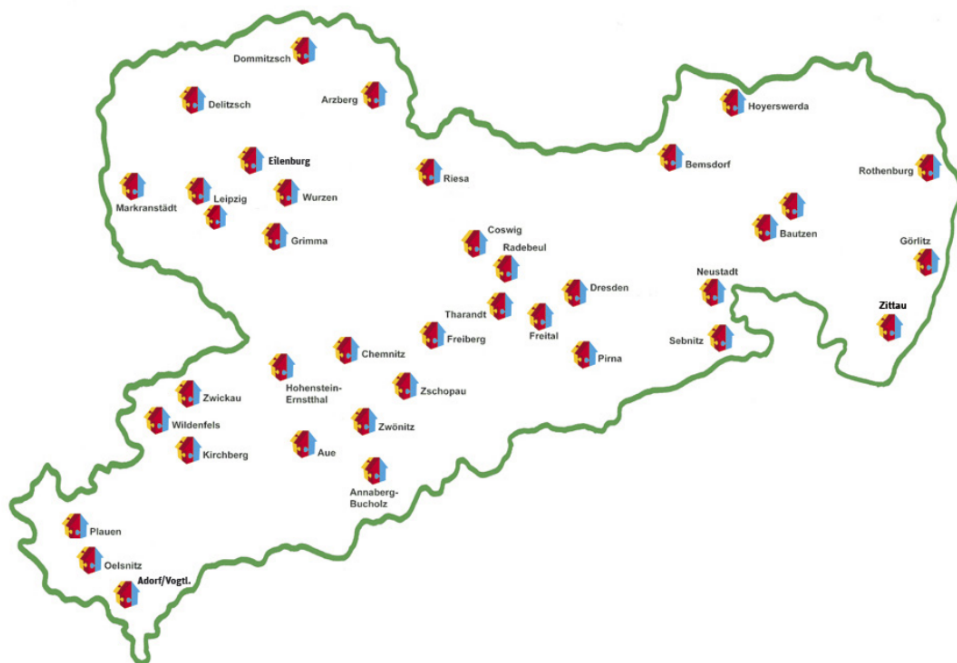 Dommitzsch
Delitzsch
Arzberg
Hoyerswerda
Eilenburg
Bernsdorf
Riesa
Rothenburg
Markranstädt
Leipzig
Wurzen
Grimma
Coswig
Radebeul
Bautzen
Görlitz
Neustadt
Dresden
Tharandt
Freital
Zittau
Freiberg
Sebnitz
Chemnitz
Pirna
Hohenstein-
Ernstthal
Zschopau
Zwickau
Wildenfels
Zwönitz
Kirchberg
Aue
Annaberg-
Bucholz
Plauen
Oelsnitz
Adorf/Vogtl.